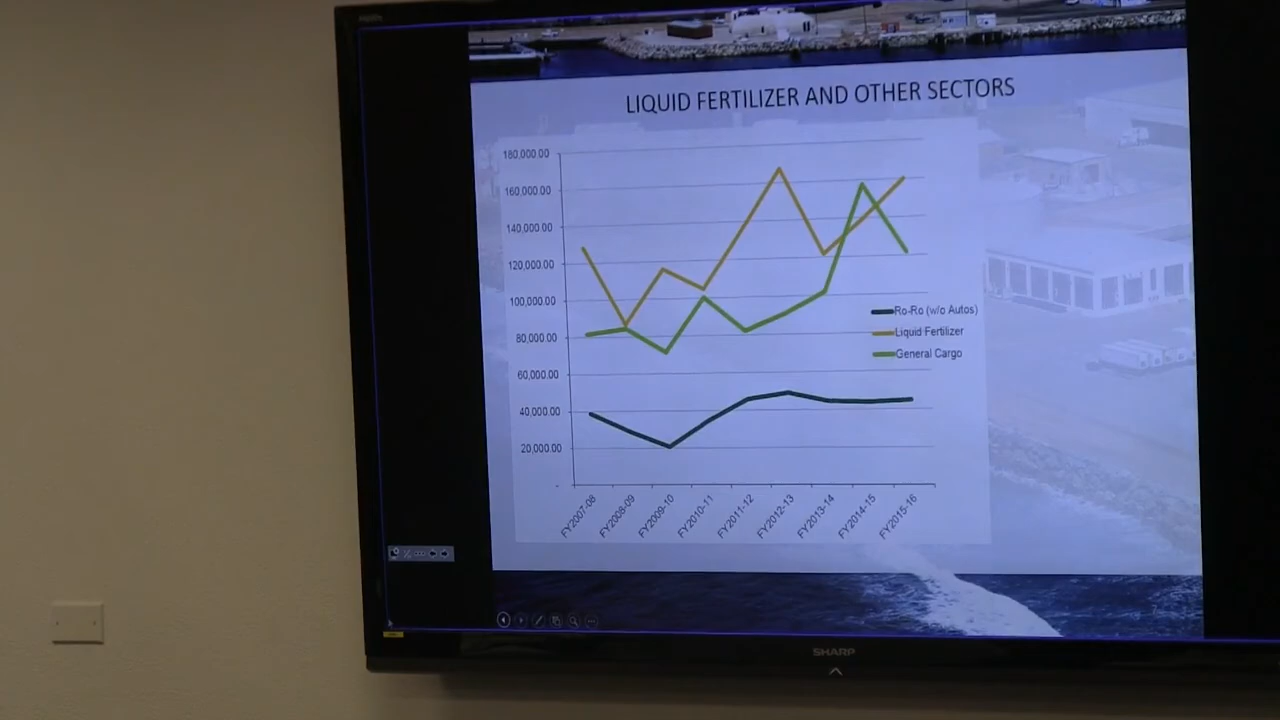 LIQUID FERTILIZER AND OTHER SECTORS
180,000.00
160,000.00
140,000.00
120,000.00
100,000.00
80,000.00
60,000.00
40,000.00
20,000.00
-
Ro-Ro (w/o Autos)
Liquid Fertilizer
General Cargo
FY2007-08
FY2008-09
FY2009-10
FY2010-11
FY2011-12
FY2012-13
FY2013-14
FY2014-15
FY2015-16
SHARP